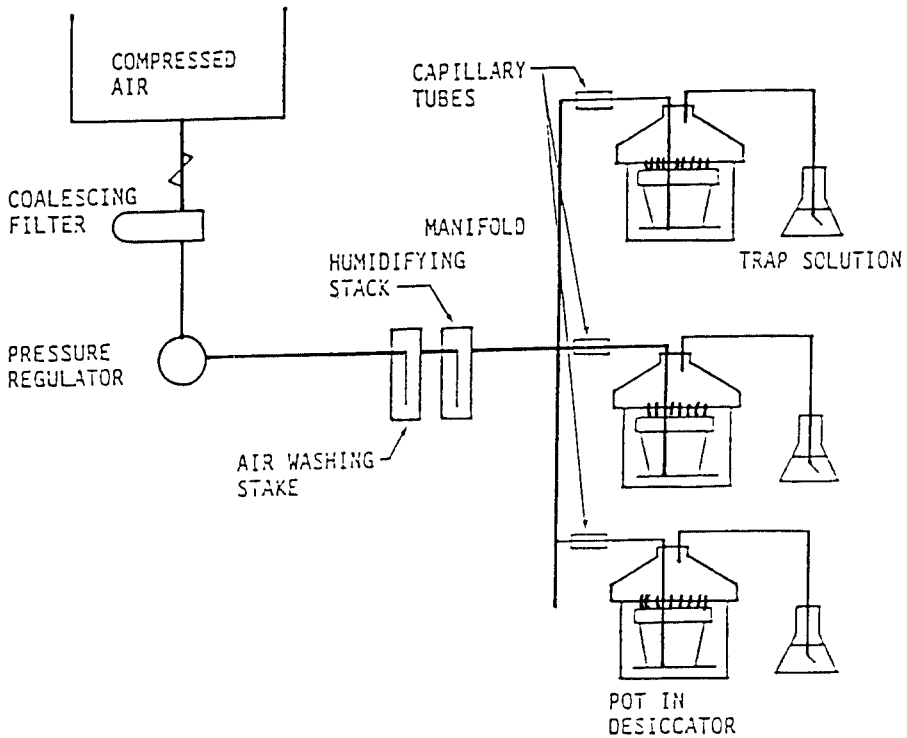 COMPRESSED
AIR
CAPILLARY
TUBES
COALESCING
FILTER
MANIFOLD
HUMIDIFYING
STACK
TRAP SOLUTION
PRESSURE
REGULATOR
AIR WASHING
STAKE
POT IN
DESICCATOR